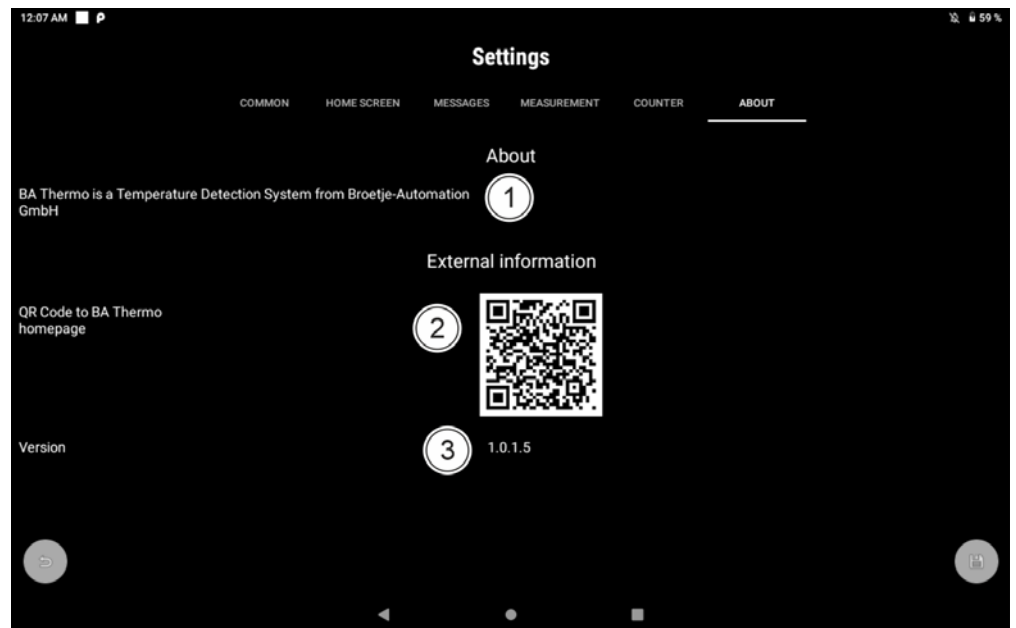 12:07 AM 59 %
Settings
COMMON HOME SCREEN MESSAGES MEASUREMENT COUNTER ABOUT
About
BA Thermo is a Temperature Detection System from Broetje-Automation
GmbH
1
External information
QR Code to BA Thermo
homepage
2
Version
3
1.0.1.5